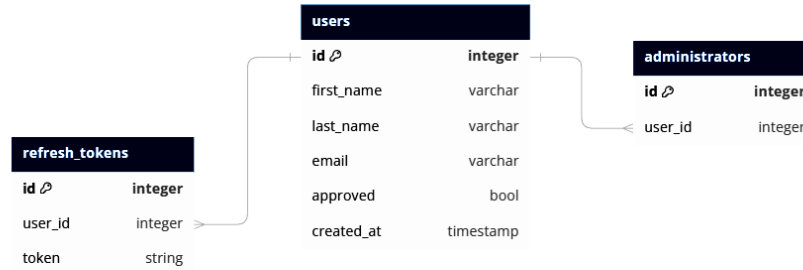 users
id integer
first_name varchar
last_name varchar
email varchar
approved bool
created_at timestamp
administrators
id integer
user_id integer
refresh_tokens
id integer
user_id integer
token string